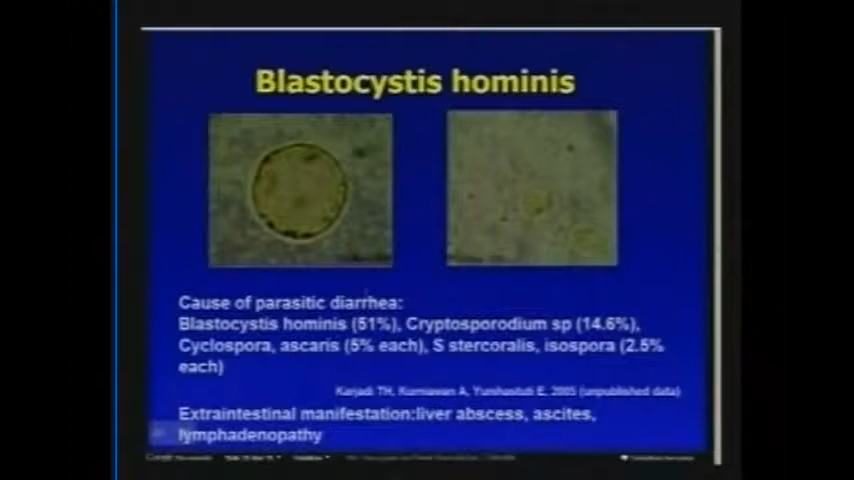 Blastocystis hominis
Cause of parasitic diarrhea:
Blastocystis hominis (51%), Cryptosporodium sp (14.6%),
Cyclospora, ascaris (5% each), S stercoralis, isospora (2.5%
each)
Karjadi TH, Kurniawan A, Yunihastuti E, 2005 (unpublished data)
Extraintestinal manifestation:liver abscess, ascites,
lymphadenopathy